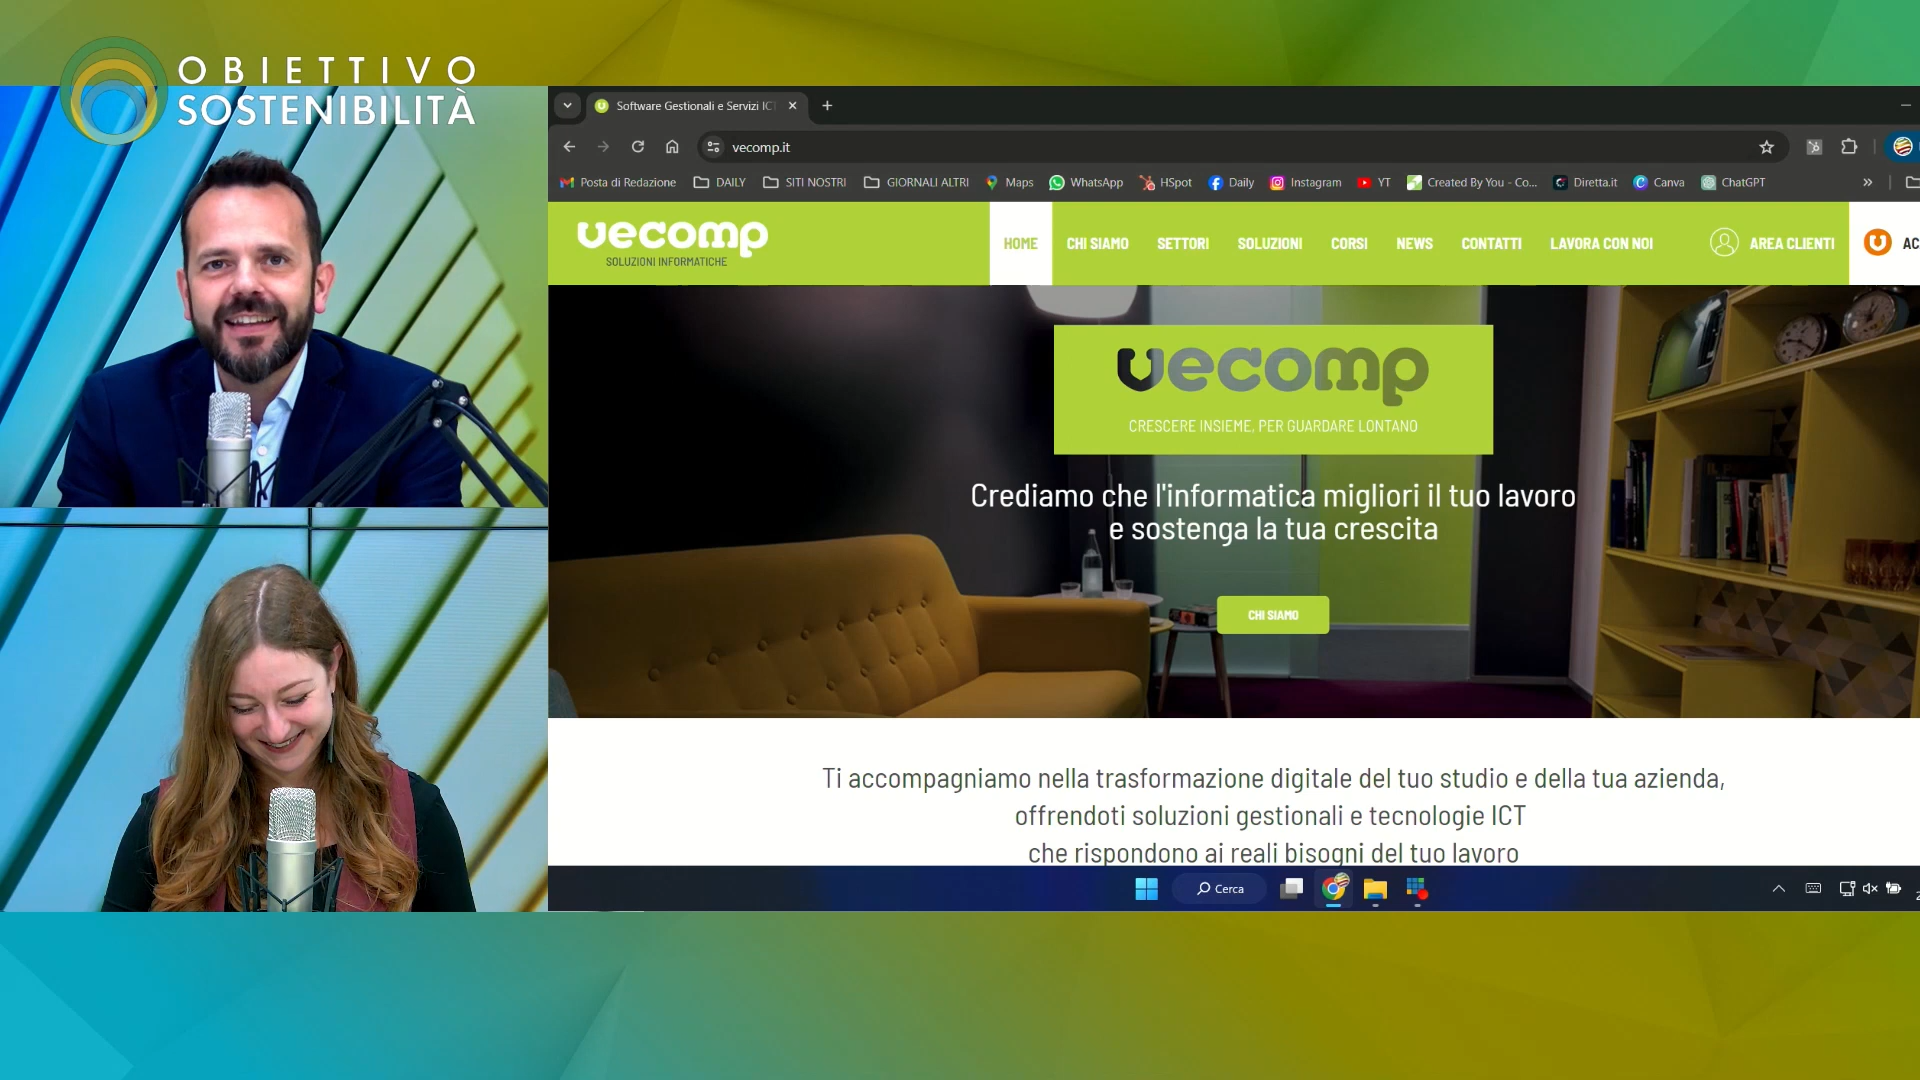 OBIETTIVO
SOSTENIBILITÀ
Software Gestionali e Servizi ICT
vecomp.it
Posta di Redazione DAILY SITI NOSTRI GIORNALI ALTRI Maps WhatsApp HSpot Daily Instagram YT Created By You - Co... Diretta.it Canva ChatGPT »
vecomp
SOLUZIONI INFORMATICHE
HOME CHI SIAMO SETTORI SOLUZIONI CORSI NEWS CONTATTI LAVORA CON NOI AREA CLIENTI AC
vecomp
CRESCERE INSIEME, PER GUARDARE LONTANO
Crediamo che l'informatica migliori il tuo lavoro
e sostenga la tua crescita
CHI SIAMO
Ti accompagniamo nella trasformazione digitale del tuo studio e della tua azienda,
offrendoti soluzioni gestionali e tecnologie ICT
che rispondono ai reali bisogni del tuo lavoro
Cerca